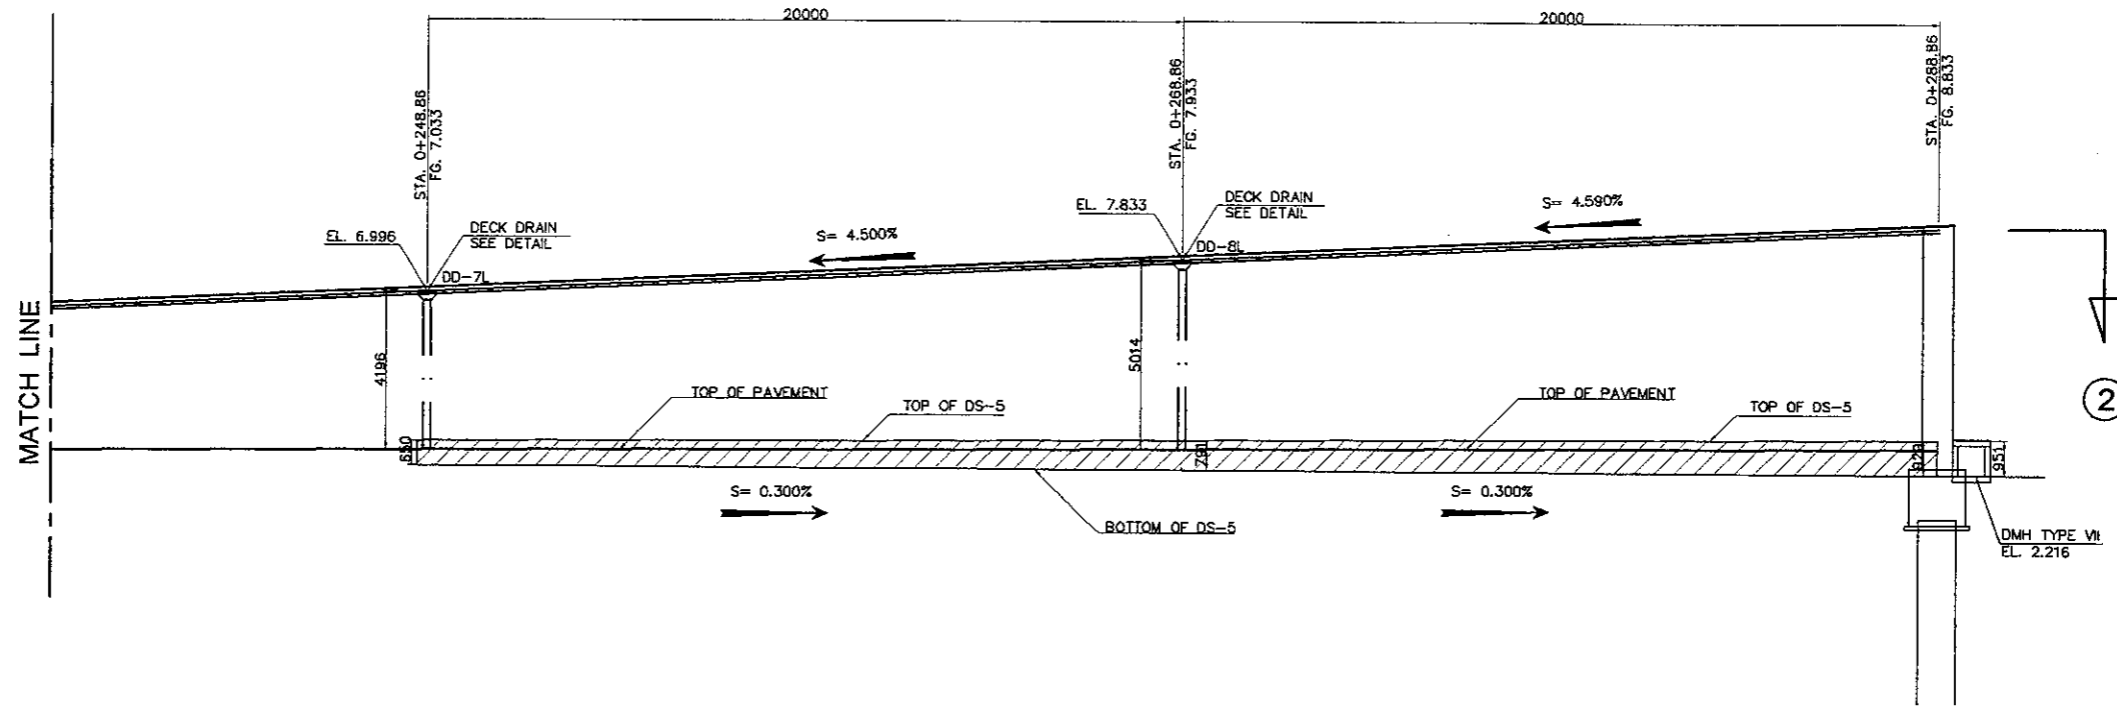 20000
20000
STA. 0+248.86
FG. 7.033
STA. 0+268.86
FG. 7.933
STA. 0+288.86
FG. 8.833
EL. 6.996
DECK DRAIN
SEE DETAIL
DD-7L
S= 4.500%
EL. 7.833
DECK DRAIN
SEE DETAIL
DD-8L
S= 4.590%
MATCH LINE
4196
5014
2
TOP OF PAVEMENT
TOP OF DS-5
TOP OF PAVEMENT
TOP OF DS-5
650
791
951
S= 0.300%
S= 0.300%
BOTTOM OF DS-5
DMH TYPE VII
EL. 2.216